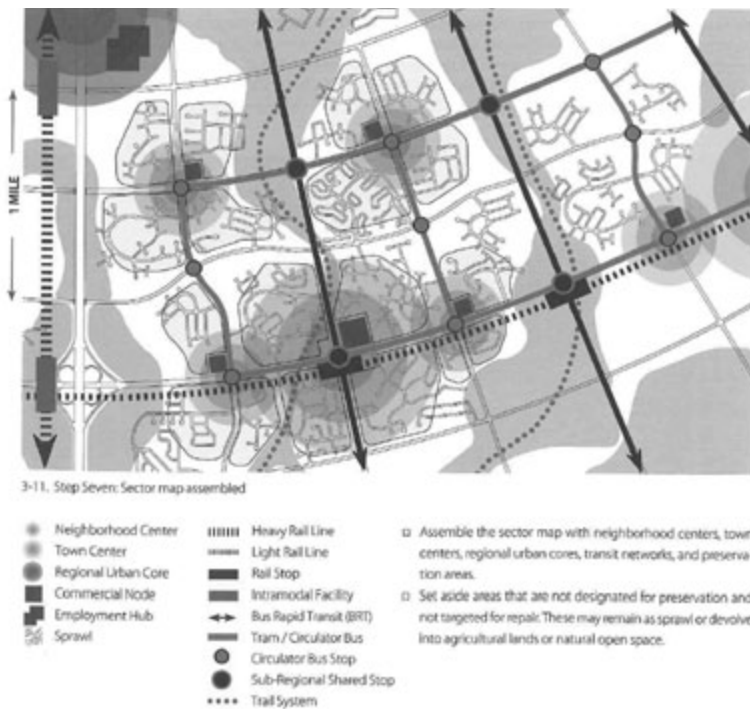 1 MILE
3-11. Step Seven: Sector map assembled
Neighborhood Center
Town Center
Regional Urban Core
Commercial Node
Employment Hub
Sprawl
Heavy Rail Line
Light Rail Line
Rail Stop
Intramodal Facility
Bus Rapid Transit (BRT)
Tram / Circulator Bus
Circulator Bus Stop
Sub-Regional Shared Stop
Trail System
Assemble the sector map with neighborhood centers, town
centers, regional urban cores, transit networks, and preserva-
tion areas.
Set aside areas that are not designated for preservation and
not targeted for repair. These may remain as sprawl or devolve
into agricultural lands or natural open space.